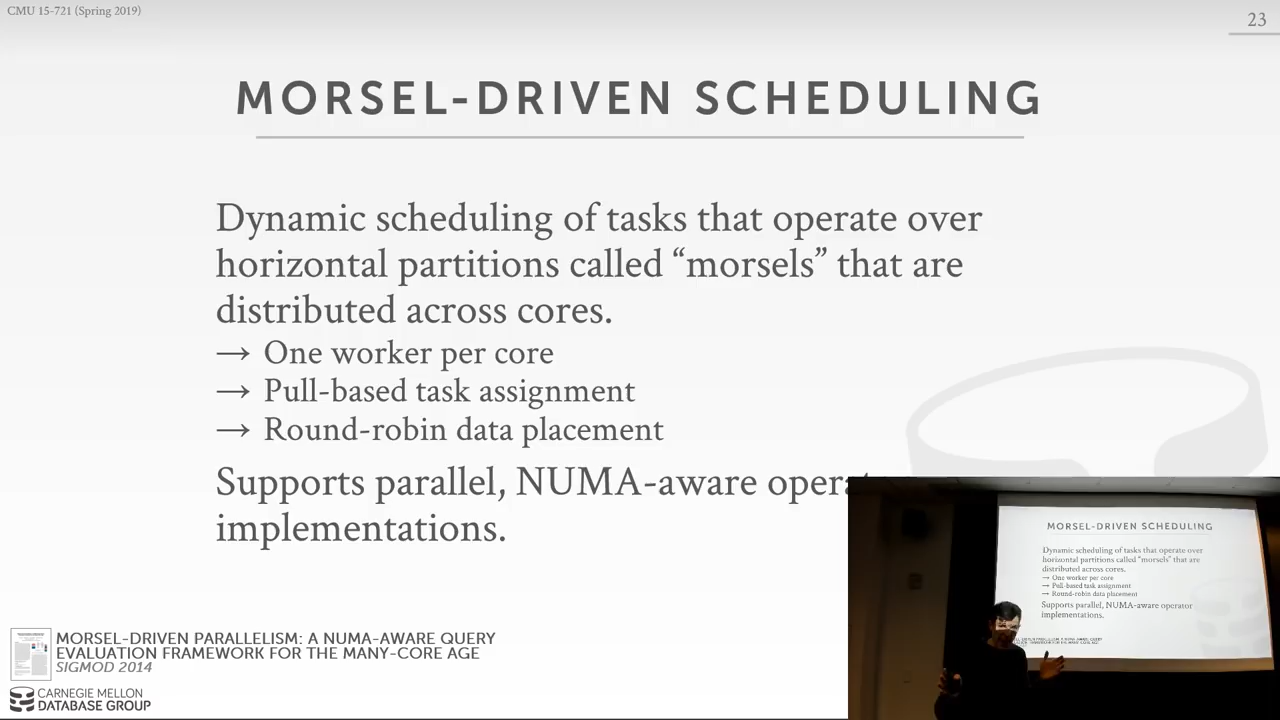 CMU 15-721 (Spring 2019)
23
MORSEL-DRIVEN SCHEDULING
Dynamic scheduling of tasks that operate over
horizontal partitions called “morsels” that are
distributed across cores.
→ One worker per core
→ Pull-based task assignment
→ Round-robin data placement
Supports parallel, NUMA-aware
implementations.
MORSEL-DRIVEN PARALLELISM: A NUMA-AWARE QUERY
EVALUATION FRAMEWORK FOR THE MANY-CORE AGE
SIGMOD 2014
CARNEGIE MELLON
DATABASE GROUP
MORSEL-DRIVEN SCHEDULING
Dynamic scheduling of tasks that operate over
horizontal partitions called “morsels” that are
distributed across cores.
→ One worker per core
→ Pull-based task assignment
→ Round-robin data placement
Supports parallel, NUMA-aware operator
implementations.